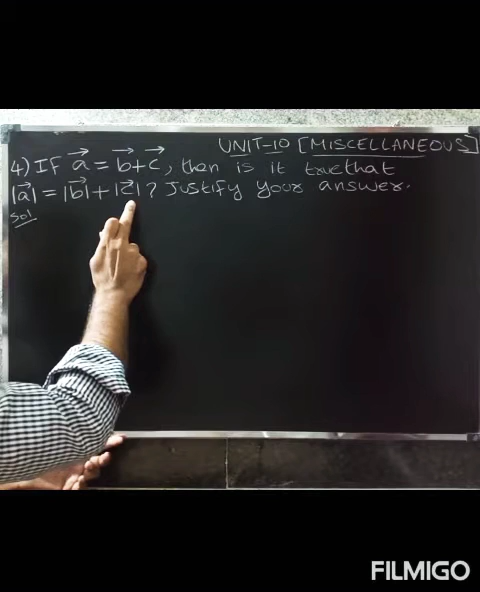 UNIT-10 [MISCELLANEOUS]
4) IF a⃗ = b⃗ + c⃗, then is it true that
|a⃗| = |b⃗| + |c⃗| ? Justify your answer.
Sol
FILMIGO